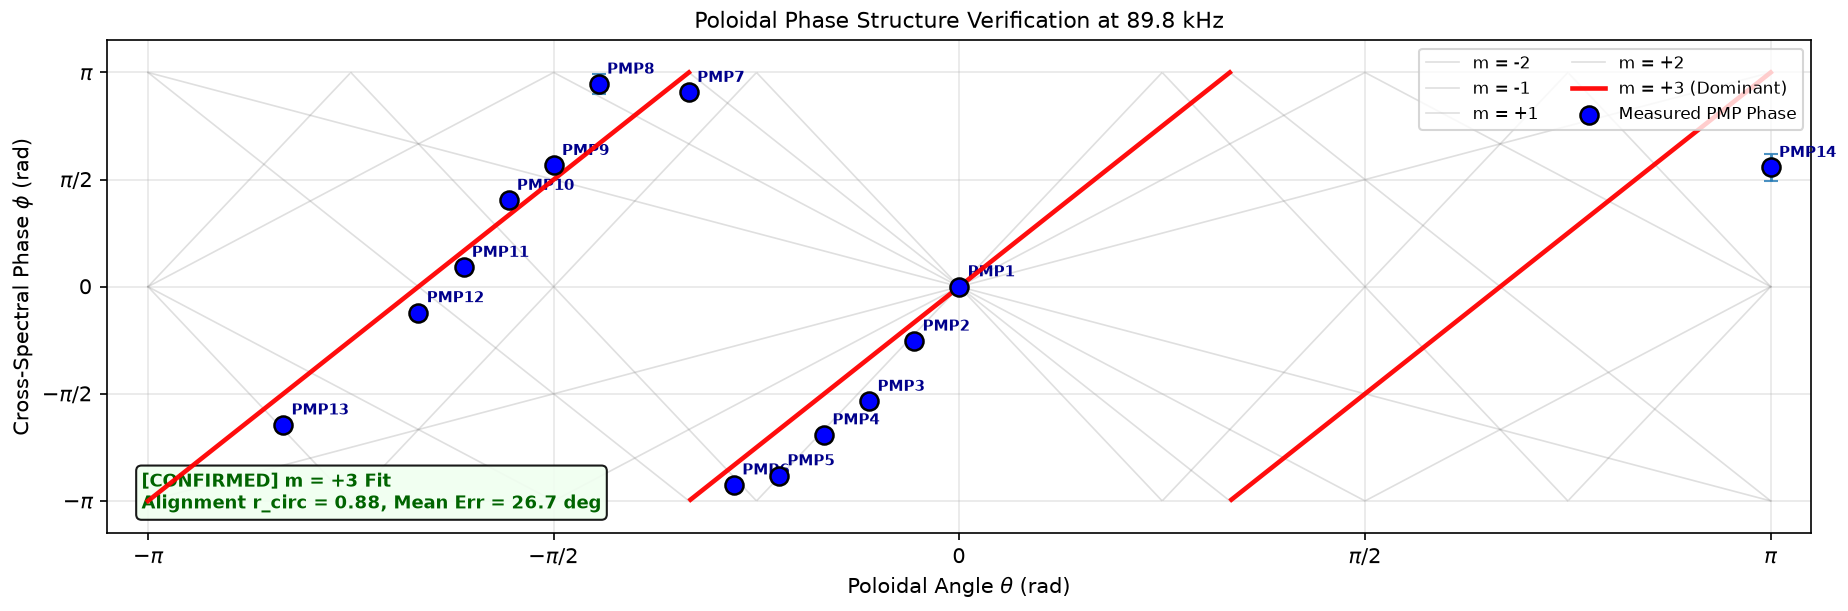 Poloidal Phase Structure Verification at 89.8 kHz
Cross-Spectral Phase ϕ (rad)
π
π/2
0
−π/2
−π
m = -2
m = -1
m = +1
m = +2
m = +3 (Dominant)
Measured PMP Phase
PMP8
PMP7
PMP9
PMP10
PMP11
PMP12
PMP13
PMP1
PMP2
PMP3
PMP4
PMP5
PMP6
PMP14
[CONFIRMED] m = +3 Fit
Alignment r_circ = 0.88, Mean Err = 26.7 deg
−π
−π/2
0
π/2
π
Poloidal Angle θ (rad)